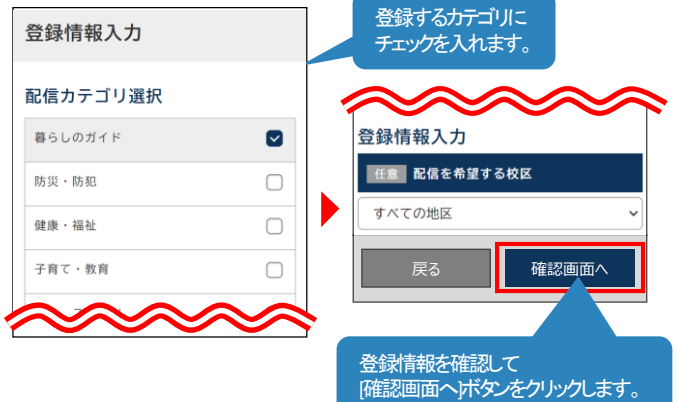 登録情報入力
配信カテゴリ選択
暮らしのガイド
防災・防犯
健康・福祉
子育て・教育
登録するカテゴリに
チェックを入れます。
登録情報入力
任意 配信を希望する校区
すべての地区
戻る
確認画面へ
登録情報を確認して
[確認画面へ]ボタンをクリックします。